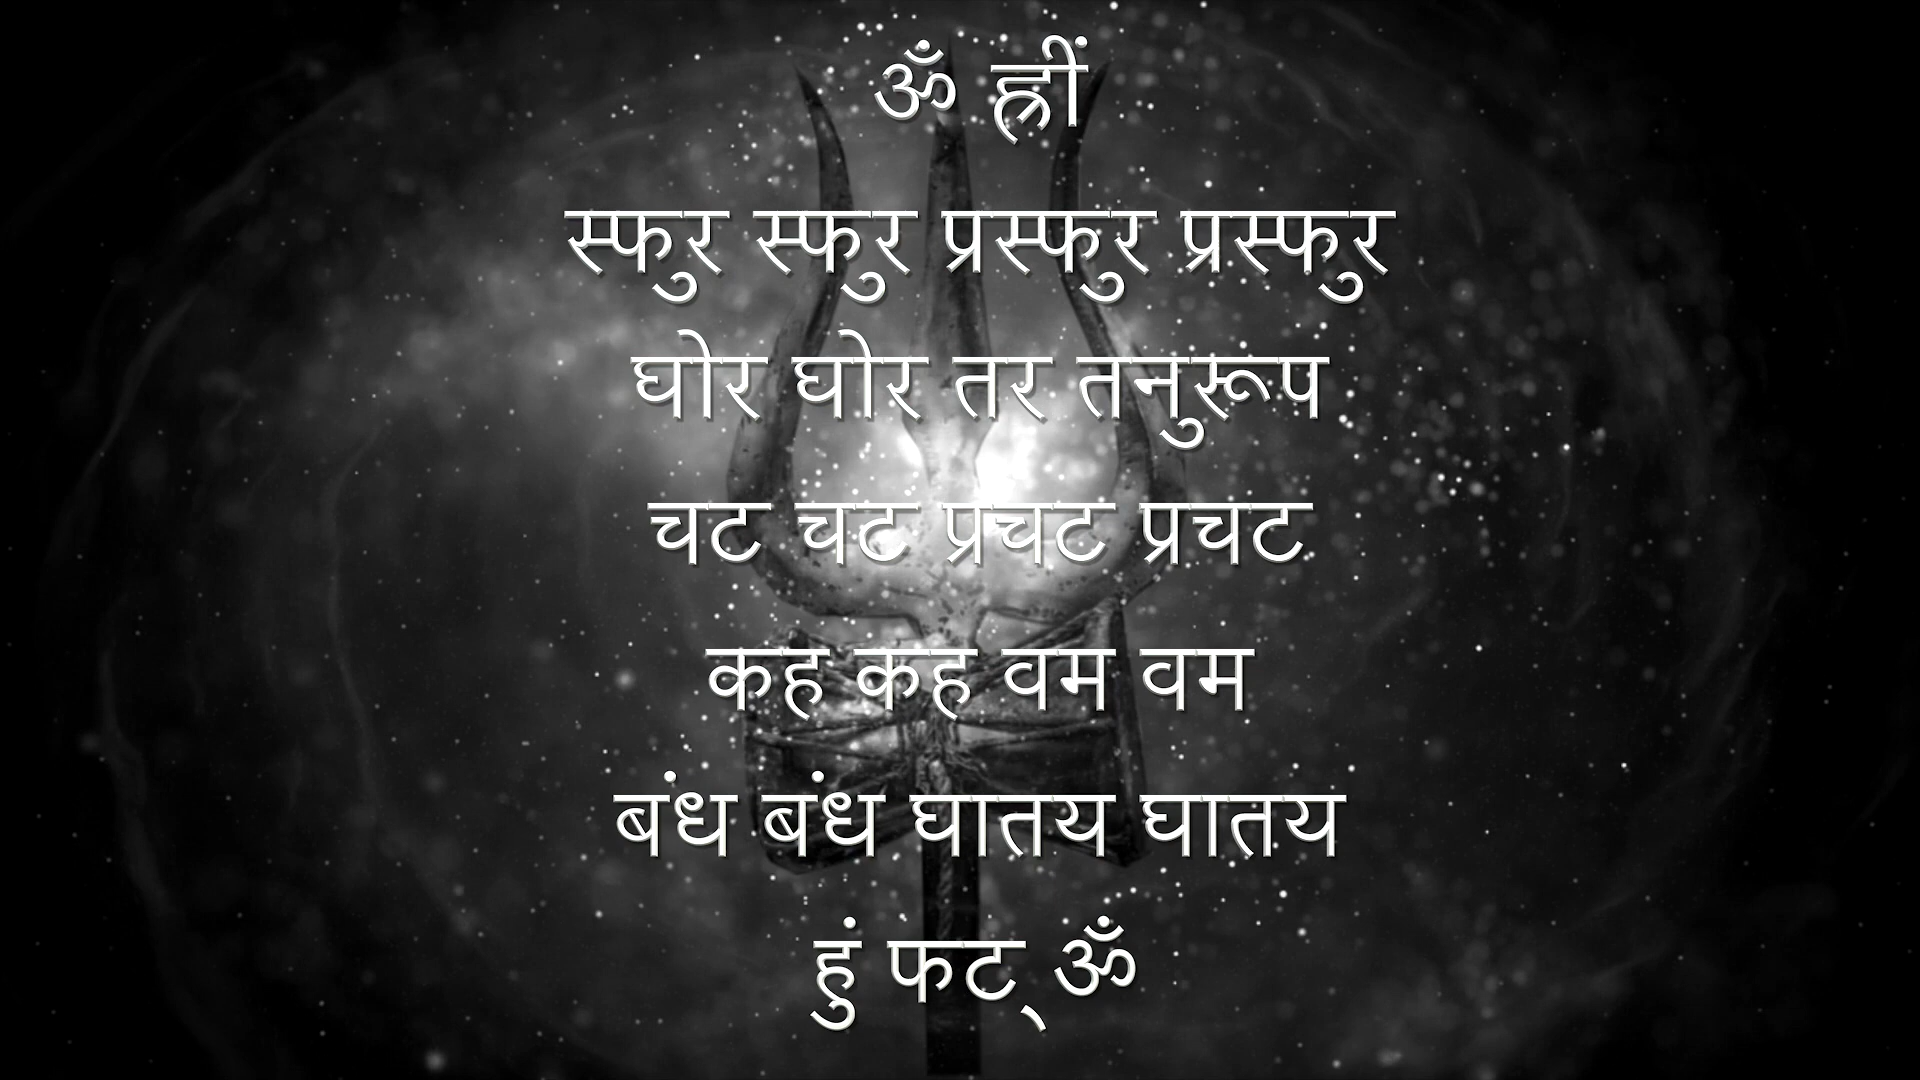 ॐ ह्रीं
स्फुर स्फुर प्रस्फुर प्रस्फुर
घोर घोर तर तनुरूप
चट चट प्रचट प्रचट
कह कह वम वम
बंध बंध घातय घातय
हुं फट् ॐ